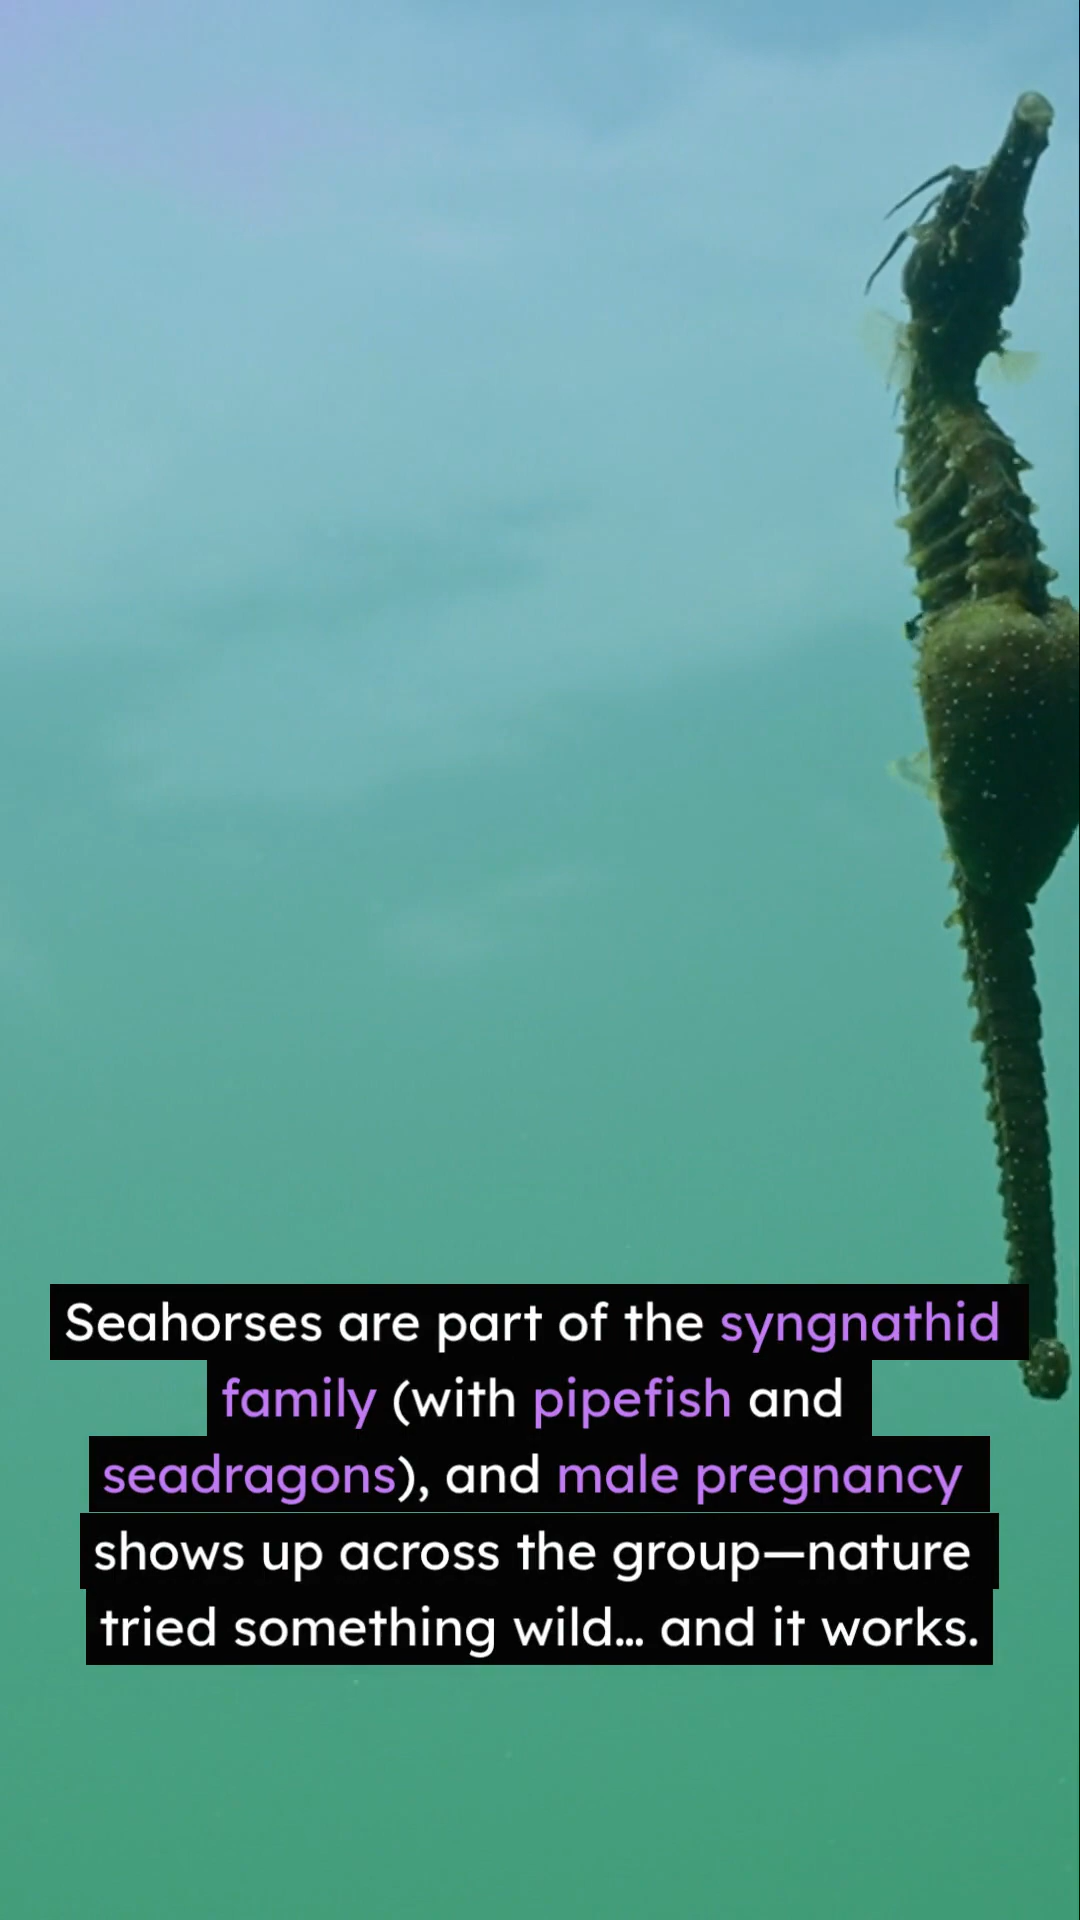 Seahorses are part of the syngnathid
family (with pipefish and
seadragons), and male pregnancy
shows up across the group—nature
tried something wild… and it works.